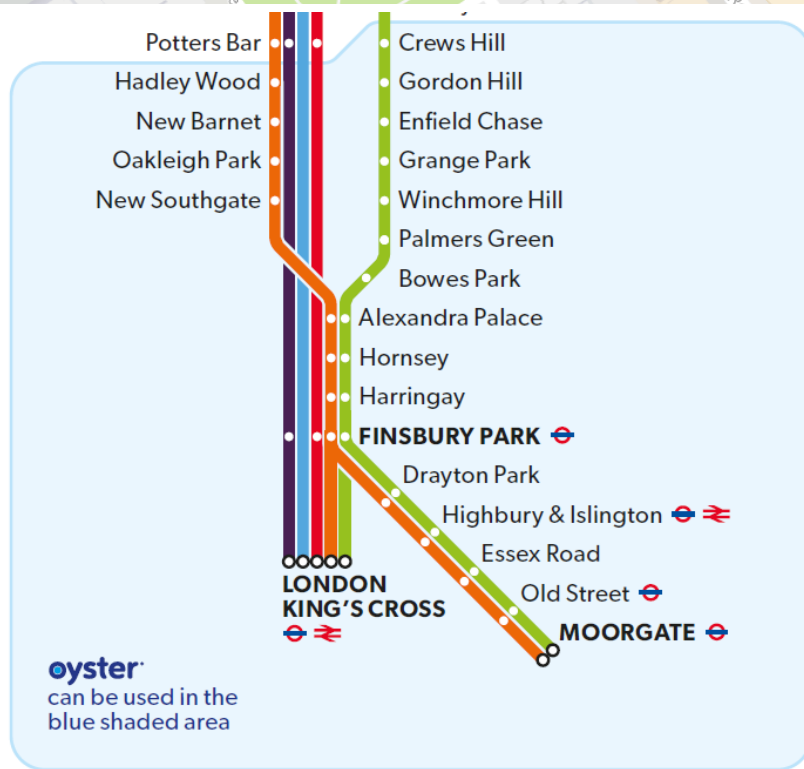 Potters Bar
Crews Hill
Hadley Wood
Gordon Hill
New Barnet
Enfield Chase
Oakleigh Park
Grange Park
New Southgate
Winchmore Hill
Palmers Green
Bowes Park
Alexandra Palace
Hornsey
Harringay
FINSBURY PARK
Drayton Park
Highbury & Islington
Essex Road
LONDON
KING'S CROSS
Old Street
MOORGATE
oyster
can be used in the
blue shaded area